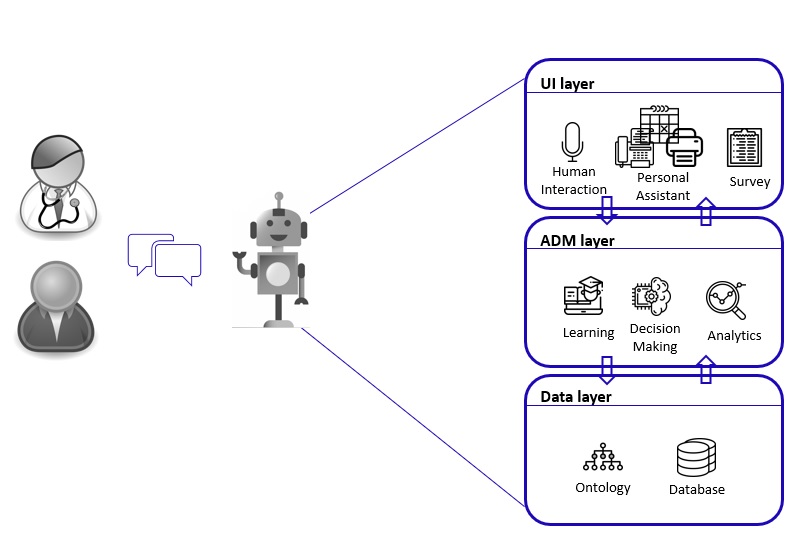 UI layer
Human
Interaction
Personal
Assistant
Survey
ADM layer
Learning
Decision
Making
Analytics
Data layer
Ontology
Database